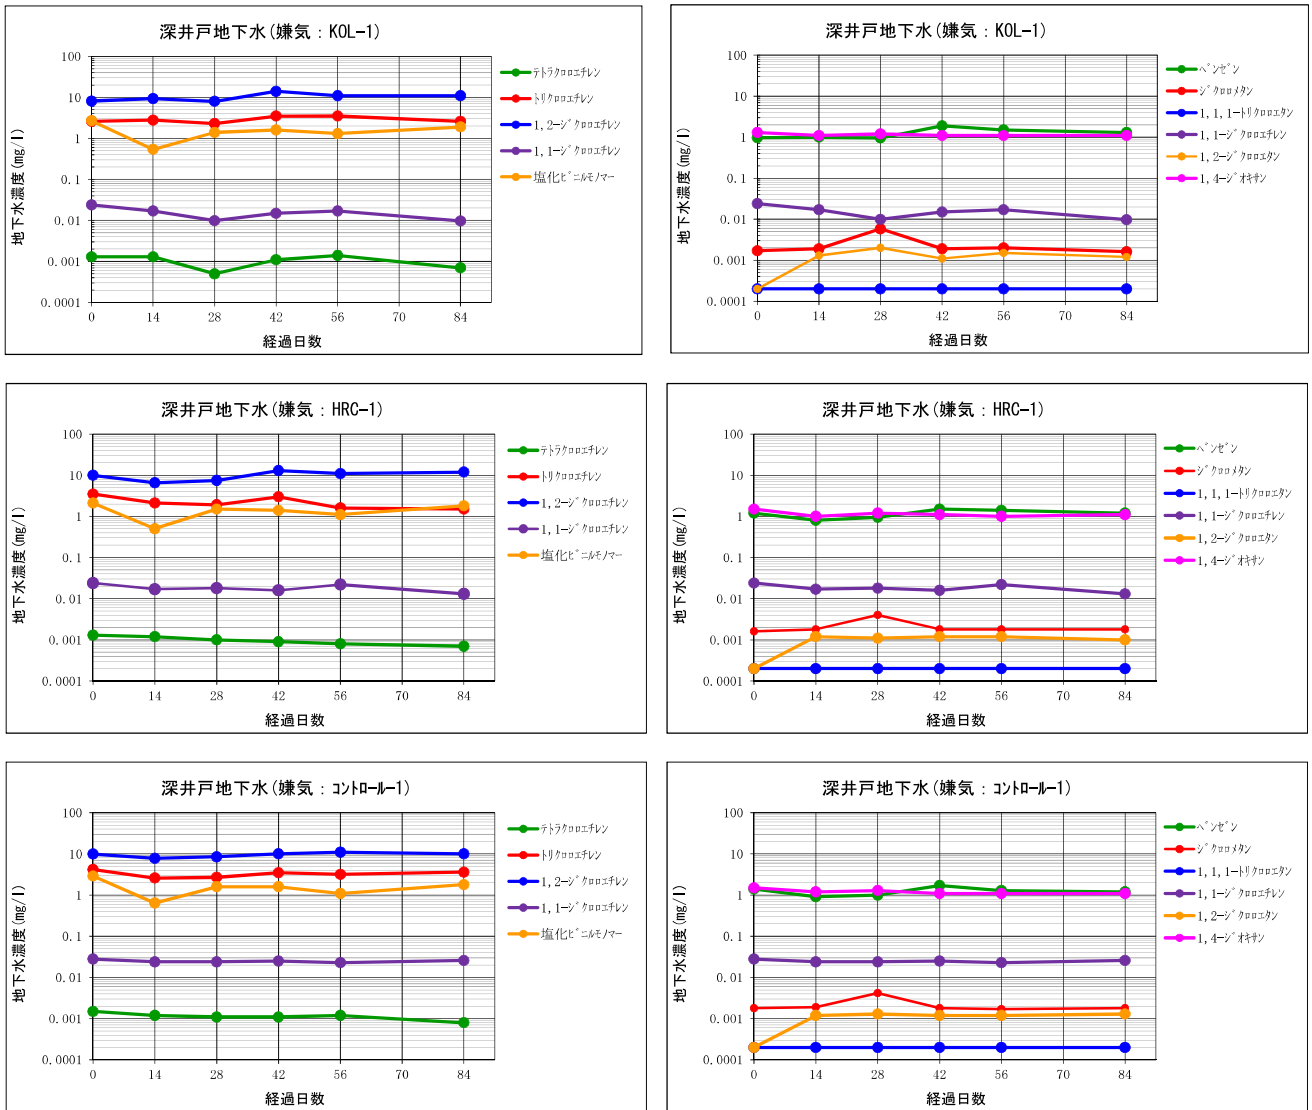 深井戸地下水(嫌気:KOL-1)
100
10
1
0.1
0.01
0.001
0.0001
0 14 28 42 56 70 84
経過日数
地下水濃度(mg/l)
テトラクロロエチレン
トリクロロエチレン
1,2-ジクロロエチレン
1,1-ジクロロエチレン
塩化ビニルモノマー
深井戸地下水(嫌気:KOL-1)
100
10
1
0.1
0.01
0.001
0.0001
0 14 28 42 56 70 84
経過日数
地下水濃度(mg/l)
ベンゼン
ジクロロメタン
1,1,1-トリクロロエタン
1,1-ジクロロエチレン
1,2-ジクロロエタン
1,4-ジオキサン
深井戸地下水(嫌気:HRC-1)
100
10
1
0.1
0.01
0.001
0.0001
0 14 28 42 56 70 84
経過日数
地下水濃度(mg/l)
テトラクロロエチレン
トリクロロエチレン
1,2-ジクロロエチレン
1,1-ジクロロエチレン
塩化ビニルモノマー
深井戸地下水(嫌気:HRC-1)
100
10
1
0.1
0.01
0.001
0.0001
0 14 28 42 56 70 84
経過日数
地下水濃度(mg/l)
ベンゼン
ジクロロメタン
1,1,1-トリクロロエタン
1,1-ジクロロエチレン
1,2-ジクロロエタン
1,4-ジオキサン
深井戸地下水(嫌気:コントロール-1)
100
10
1
0.1
0.01
0.001
0.0001
0 14 28 42 56 70 84
経過日数
地下水濃度(mg/l)
テトラクロロエチレン
トリクロロエチレン
1,2-ジクロロエチレン
1,1-ジクロロエチレン
塩化ビニルモノマー
深井戸地下水(嫌気:コントロール-1)
100
10
1
0.1
0.01
0.001
0.0001
0 14 28 42 56 70 84
経過日数
地下水濃度(mg/l)
ベンゼン
ジクロロメタン
1,1,1-トリクロロエタン
1,1-ジクロロエチレン
1,2-ジクロロエタン
1,4-ジオキサン